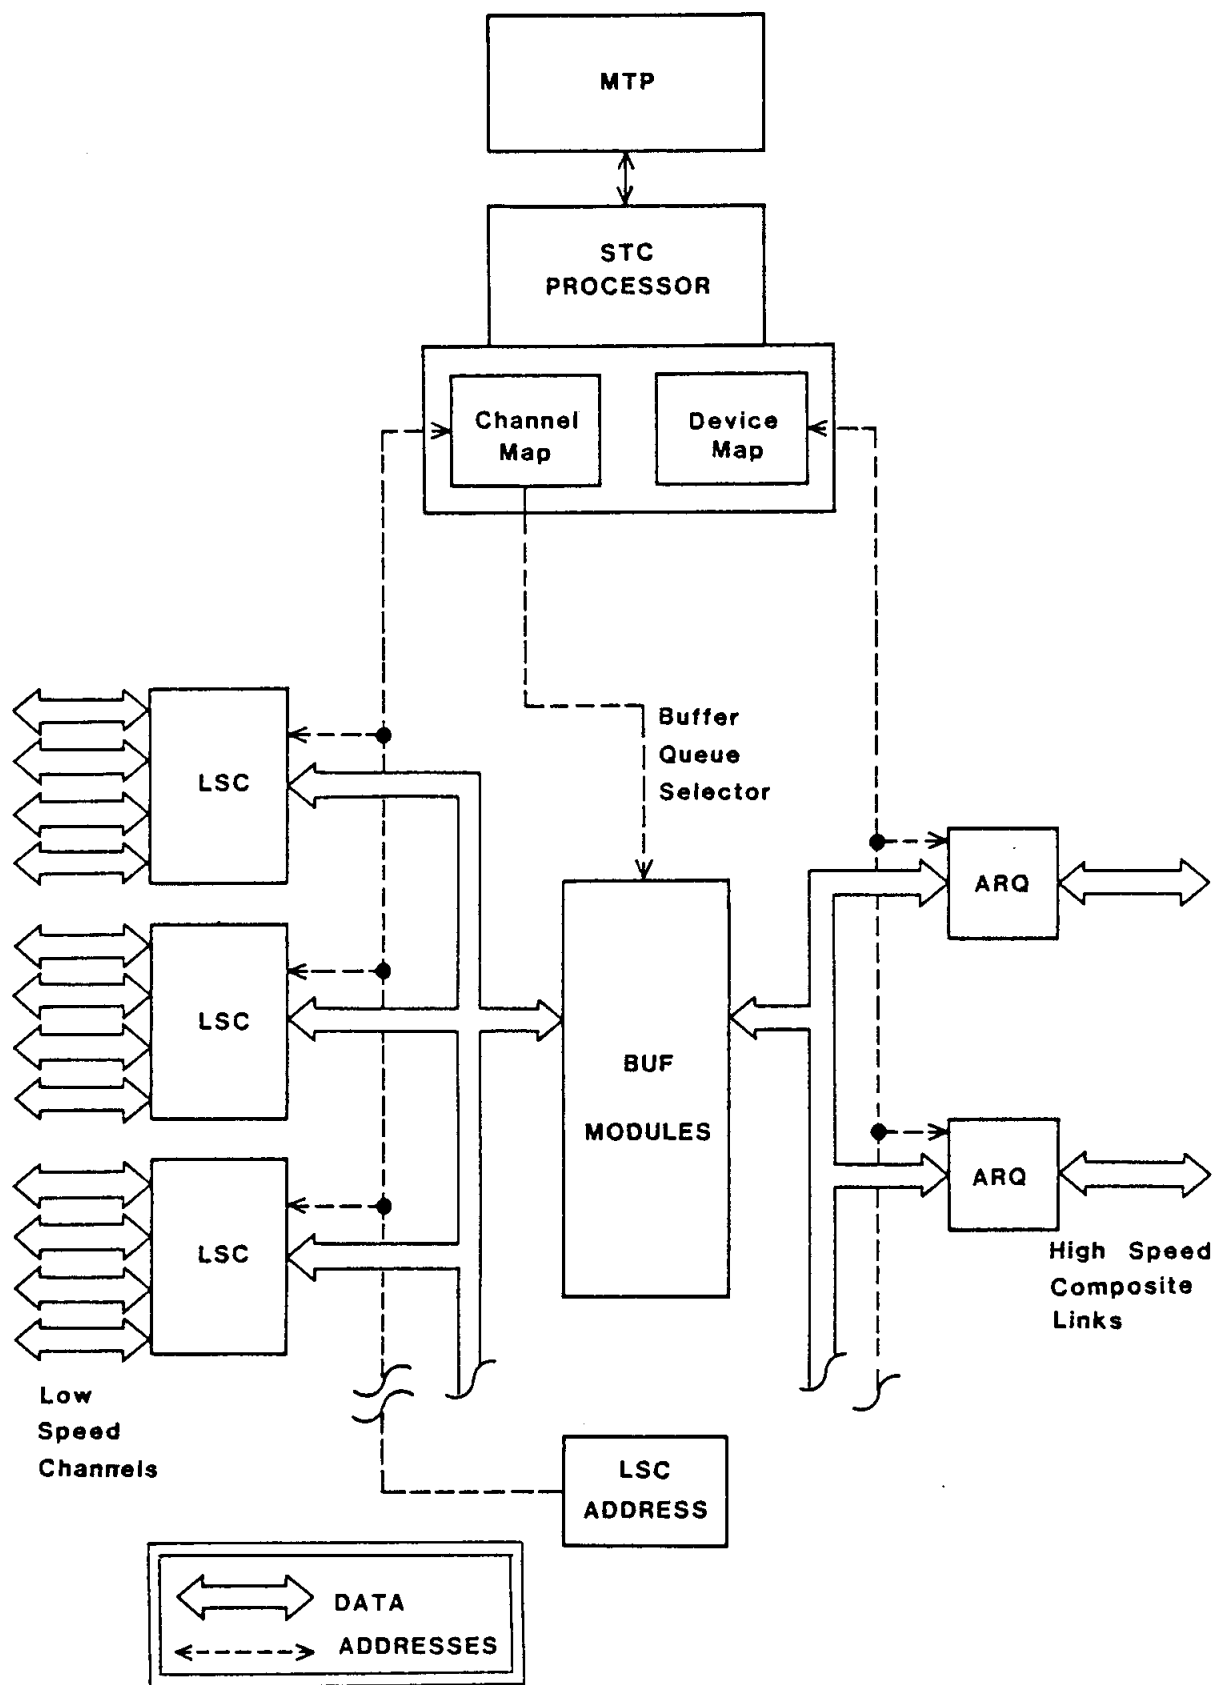 MTP
STC
PROCESSOR
Channel
Map
Device
Map
Buffer
Queue
Selector
LSC
ARQ
LSC
BUF
MODULES
LSC
ARQ
High Speed
Composite
Links
Low
Speed
Channels
LSC
ADDRESS
DATA
ADDRESSES